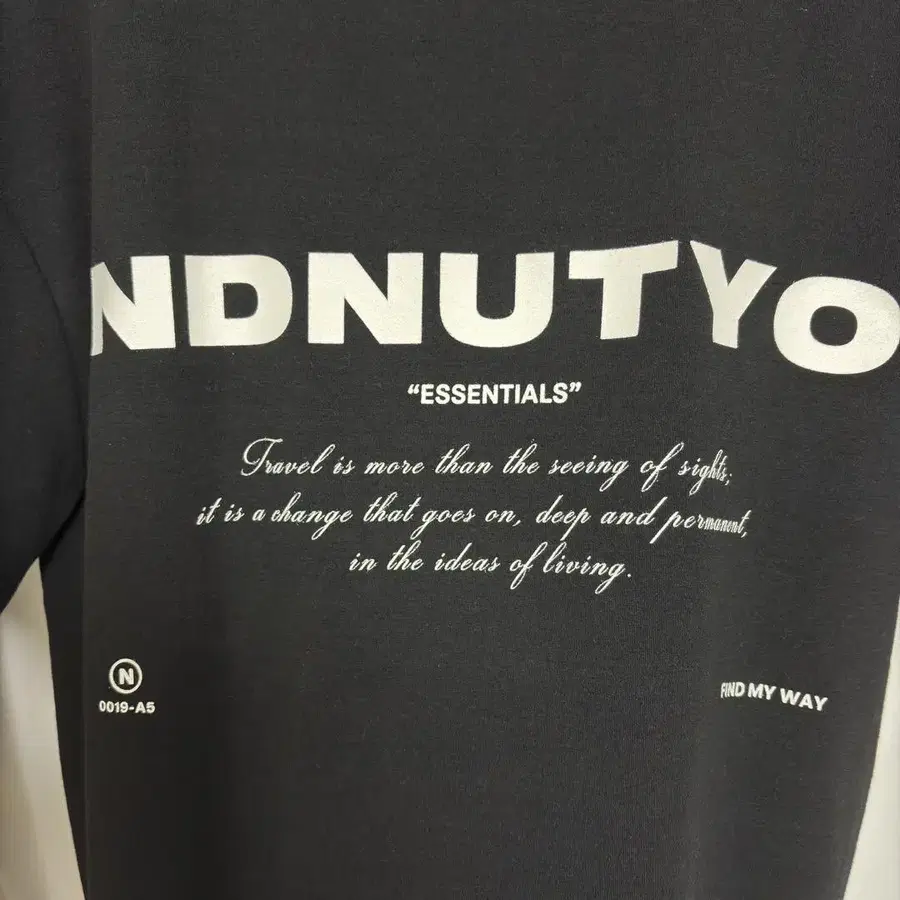 NDNUTYO
“ESSENTIALS”
Travel is more than the seeing of sights;
it is a change that goes on, deep and permanent,
in the ideas of living.
N
0019-A5
FIND MY WAY